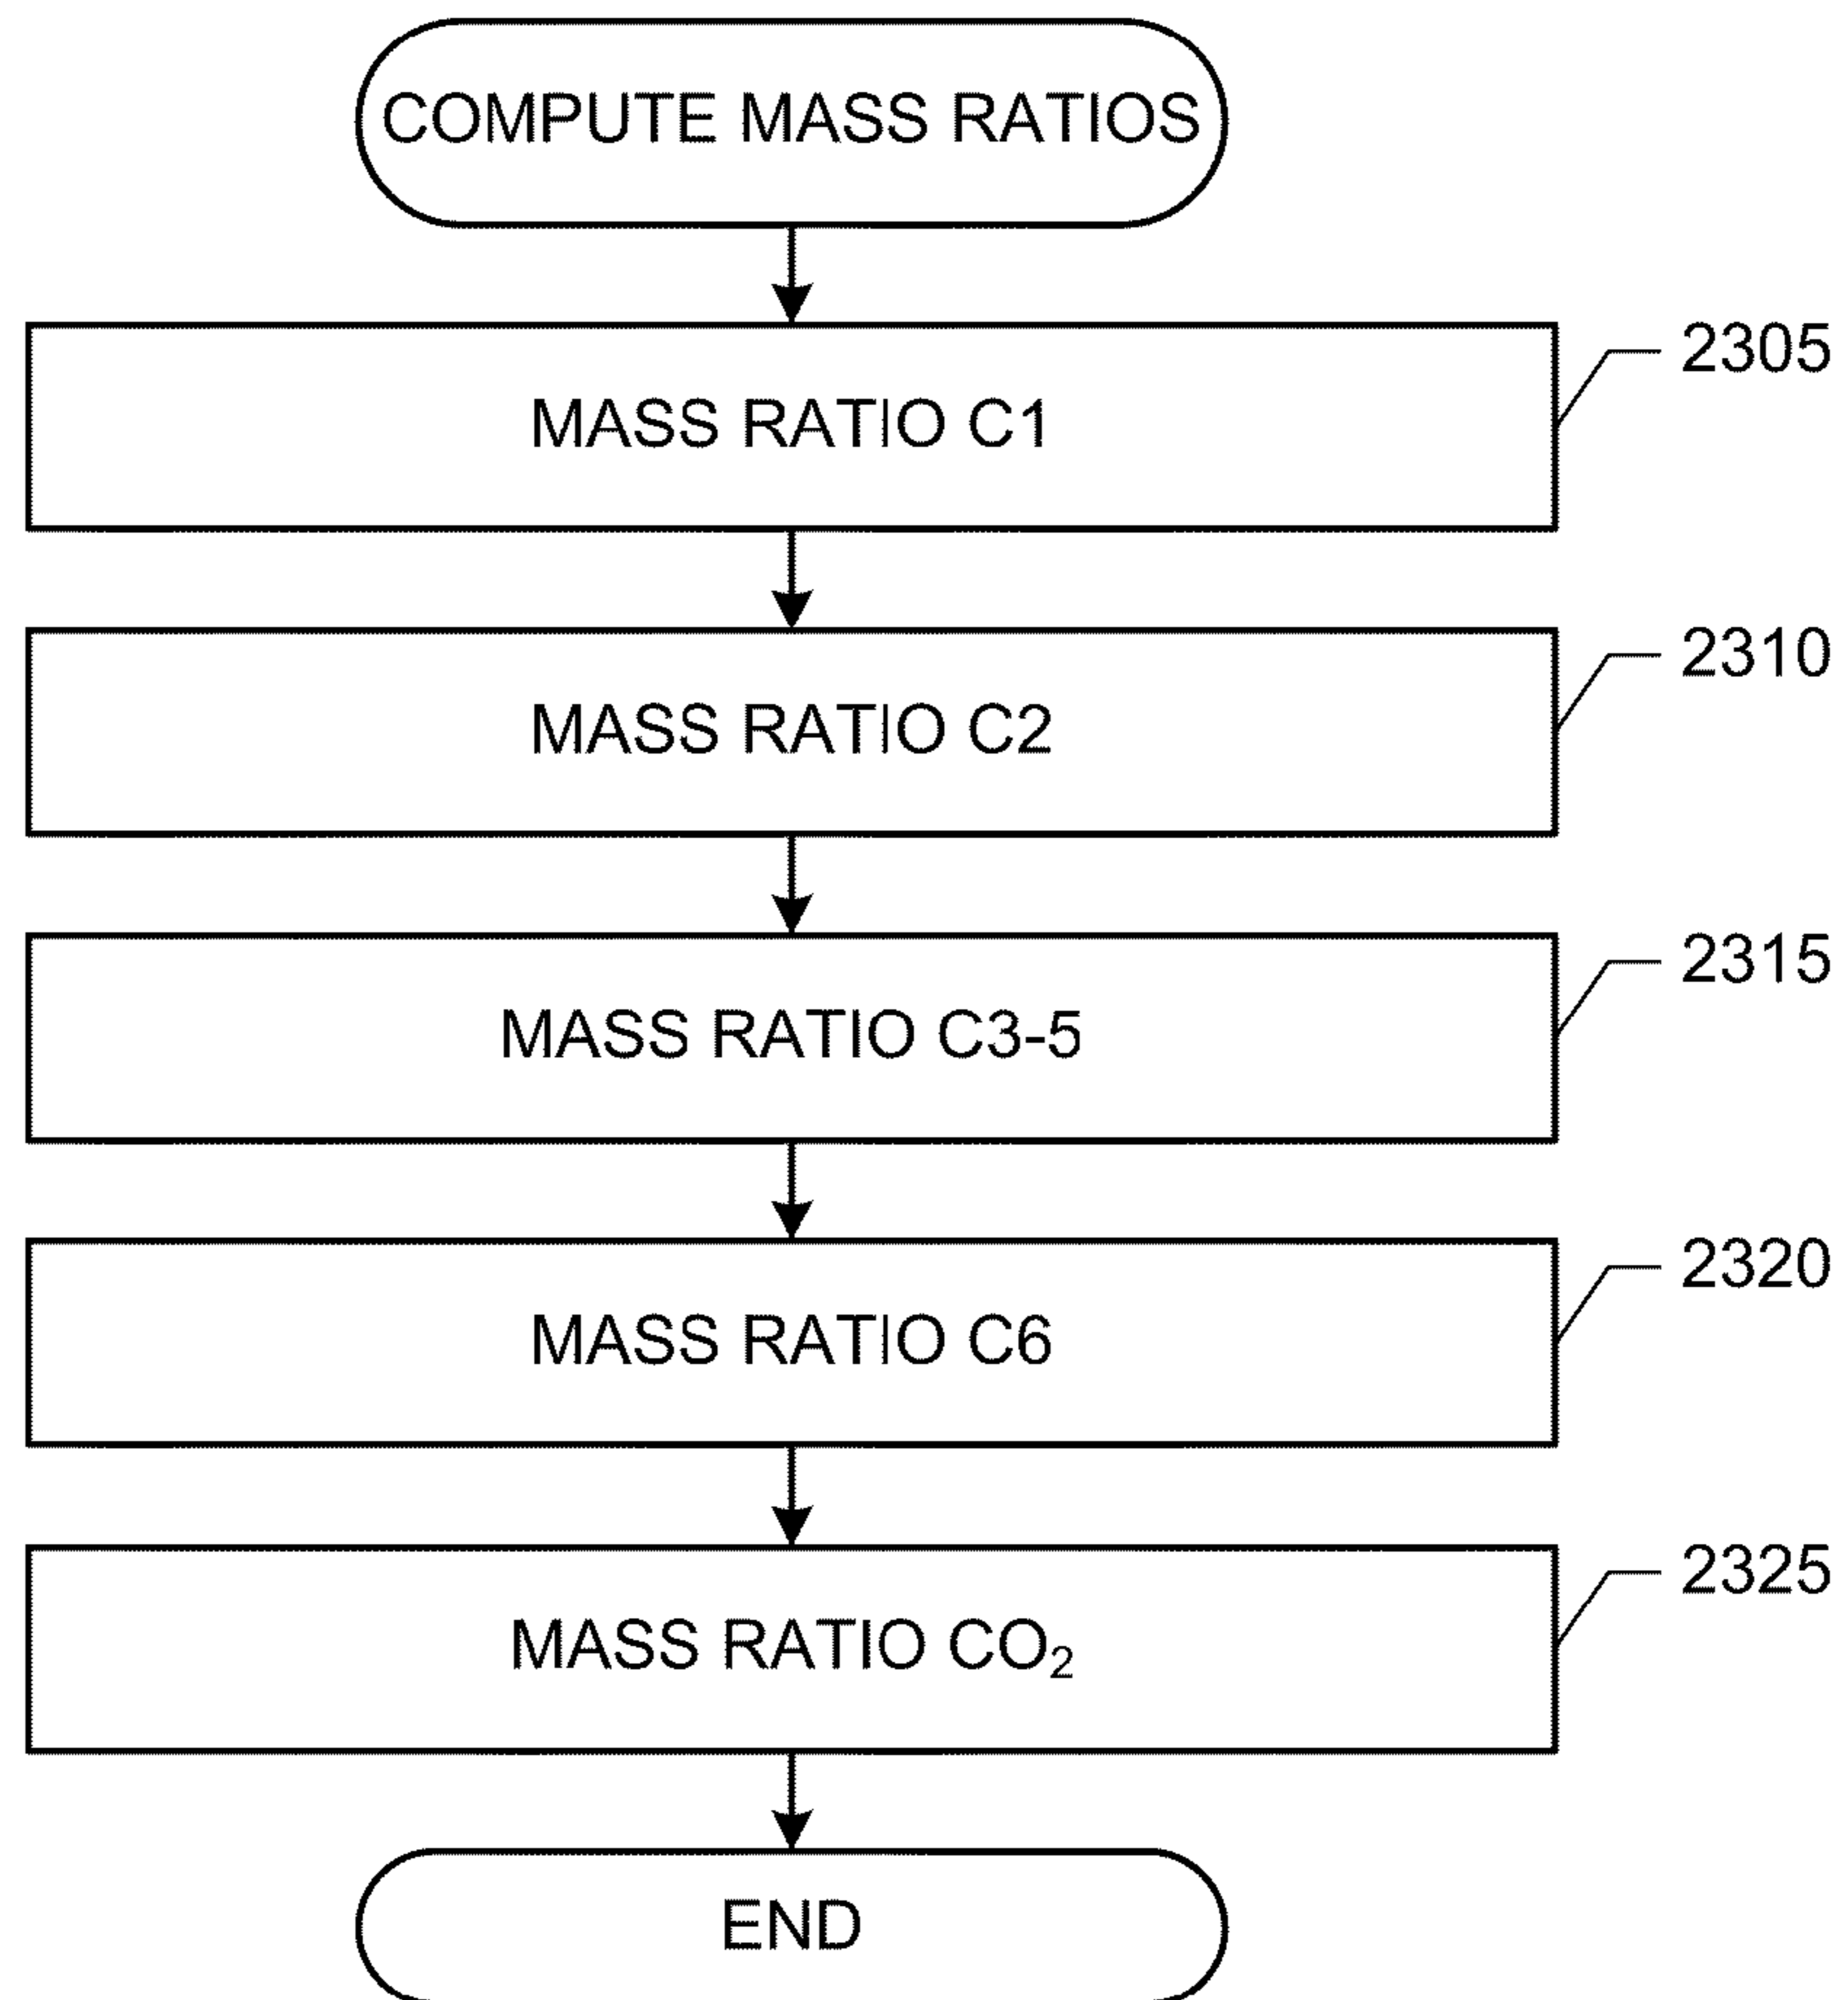 COMPUTE MASS RATIOS
2305
MASS RATIO C1
2310
MASS RATIO C2
2315
MASS RATIO C3-5
2320
MASS RATIO C6
2325
MASS RATIO CO₂
END